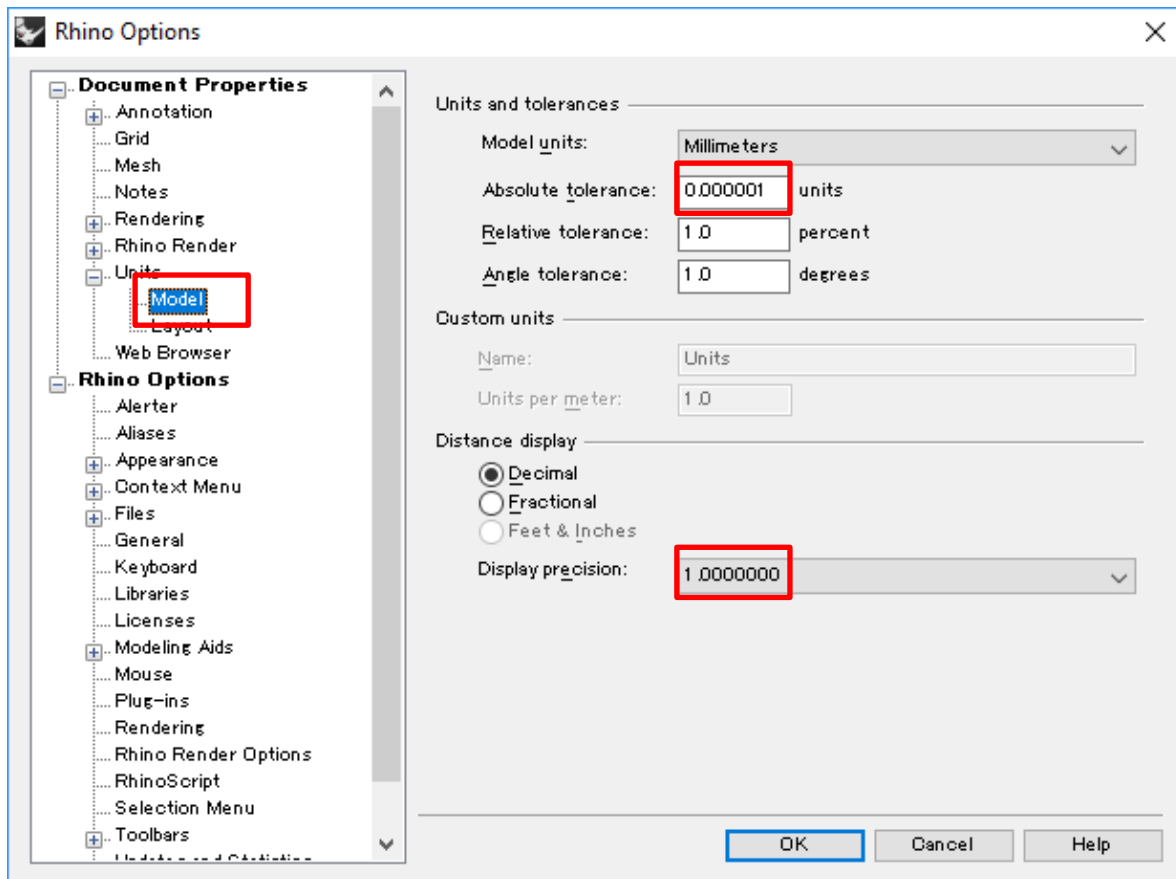 Rhino Options
Document Properties
Annotation
Grid
Mesh
Notes
Rendering
Rhino Render
Units
Model
Layout
Web Browser
Rhino Options
Alerter
Aliases
Appearance
Context Menu
Files
General
Keyboard
Libraries
Licenses
Modeling Aids
Mouse
Plug-ins
Rendering
Rhino Render Options
RhinoScript
Selection Menu
Toolbars
Updates and Statistics
Units and tolerances
Model units: Millimeters
Absolute tolerance: 0.000001 units
Relative tolerance: 1.0 percent
Angle tolerance: 1.0 degrees
Custom units
Name: Units
Units per meter: 1.0
Distance display
Decimal
Fractional
Feet & Inches
Display precision: 1.0000000
OK Cancel Help